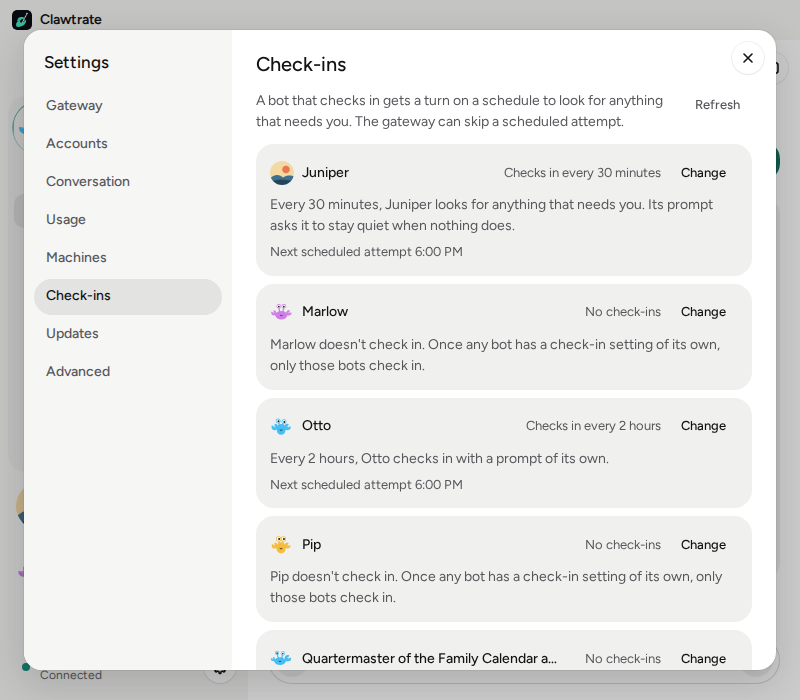 Clawtrate
Settings
Gateway
Accounts
Conversation
Usage
Machines
Check-ins
Updates
Advanced
Connected
Check-ins
A bot that checks in gets a turn on a schedule to look for anything
that needs you. The gateway can skip a scheduled attempt.
Refresh
Juniper
Checks in every 30 minutes
Change
Every 30 minutes, Juniper looks for anything that needs you. Its prompt
asks it to stay quiet when nothing does.
Next scheduled attempt 6:00 PM
Marlow
No check-ins
Change
Marlow doesn't check in. Once any bot has a check-in setting of its own,
only those bots check in.
Otto
Checks in every 2 hours
Change
Every 2 hours, Otto checks in with a prompt of its own.
Next scheduled attempt 6:00 PM
Pip
No check-ins
Change
Pip doesn't check in. Once any bot has a check-in setting of its own, only
those bots check in.
Quartermaster of the Family Calendar a...
No check-ins
Change